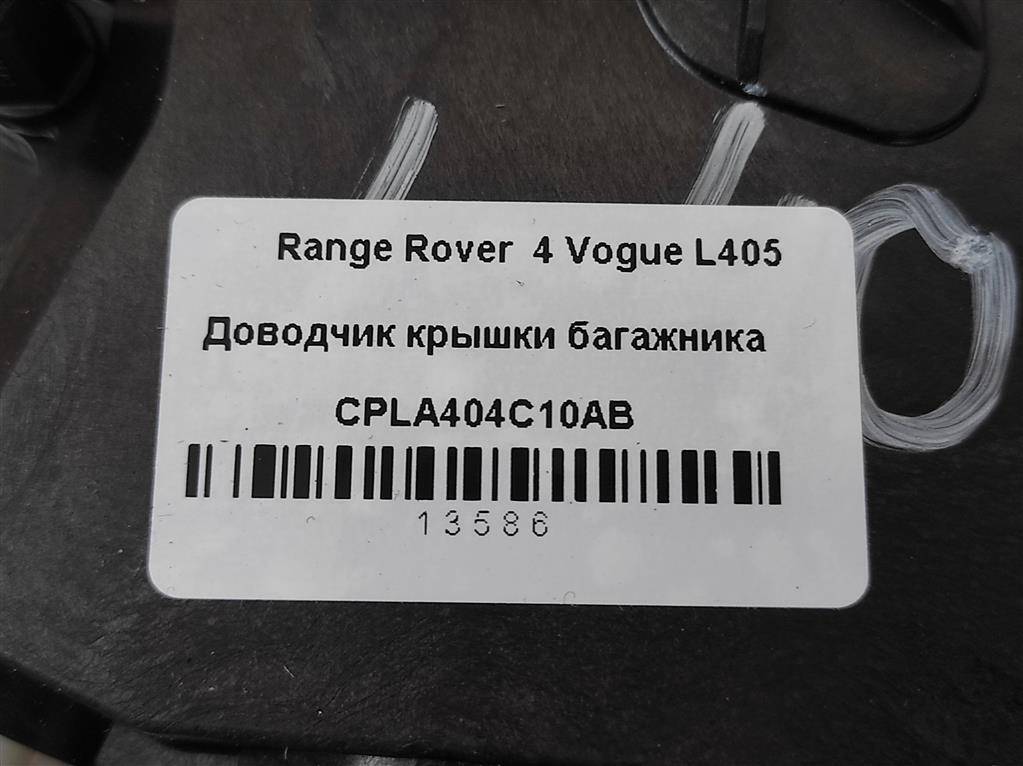 Range Rover 4 Vogue L405
Доводчик крышки багажника
CPLA404C10AB
13586